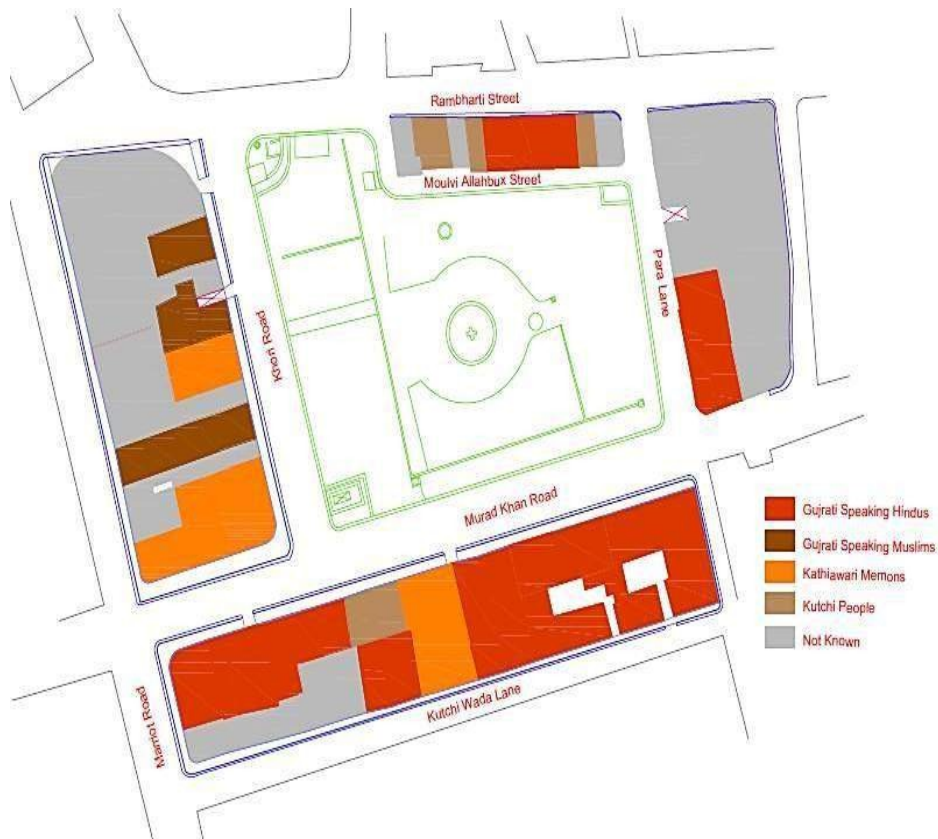 Rambharti Street
Moulvi Allahbux Street
Para Lane
Khori Road
Murad Khan Road
Gujrati Speaking Hindus
Gujrati Speaking Muslims
Kathiawari Memons
Kutchi People
Not Known
Kutchi Wada Lane
Marriot Road